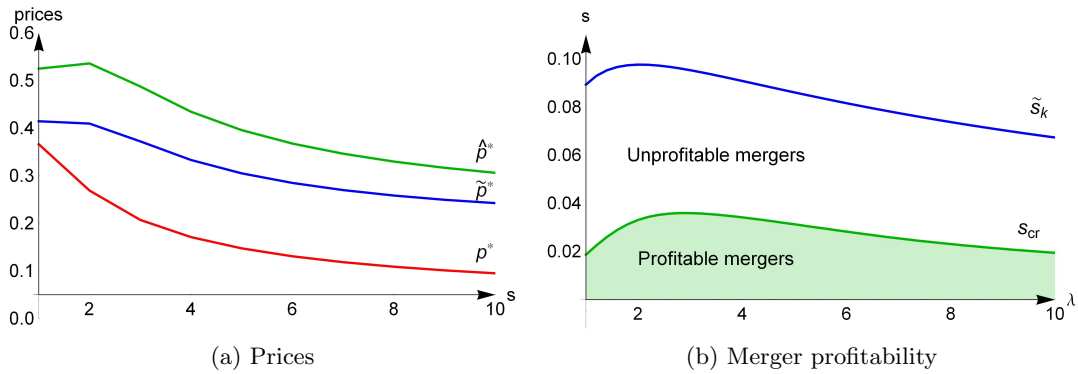 prices
0.6
0.5
0.4
0.3
0.2
0.1
0.0
2
4
6
8
10
s
p̂*
p̃*
p*
(a) Prices
s
0.10
0.08
0.06
0.04
0.02
2
4
6
8
10
λ
s̃ₖ
Unprofitable mergers
s_cr
Profitable mergers
(b) Merger profitability